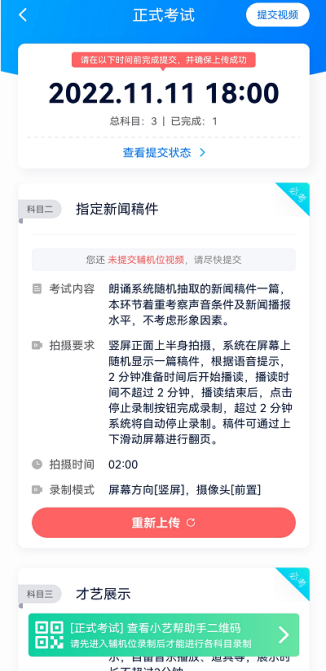 正式考试
提交视频
请在以下时间前完成提交，并确保上传成功
2022.11.11 18:00
总科目：3 | 已完成：1
查看提交状态
必考
科目二
指定新闻稿件
您还 未提交辅机位视频，请尽快提交
考试内容
朗诵系统随机抽取的新闻稿件一篇，
本环节着重考察声音条件及新闻播报
水平，不考虑形象因素。
拍摄要求
竖屏正面上半身拍摄，系统在屏幕上
随机显示一篇稿件，根据语音提示，
2 分钟准备时间后开始播读，播读时
间不超过 2 分钟，播读结束后，点击
停止录制按钮完成录制，超过 2 分钟
系统将自动停止录制。稿件可通过上
下滑动屏幕进行翻页。
拍摄时间
02:00
录制模式
屏幕方向[竖屏]，摄像头[前置]
重新上传
必考
科目三
才艺展示
[正式考试] 查看小艺帮助手二维码
请先进入辅机位录制后才能进行各科目录制